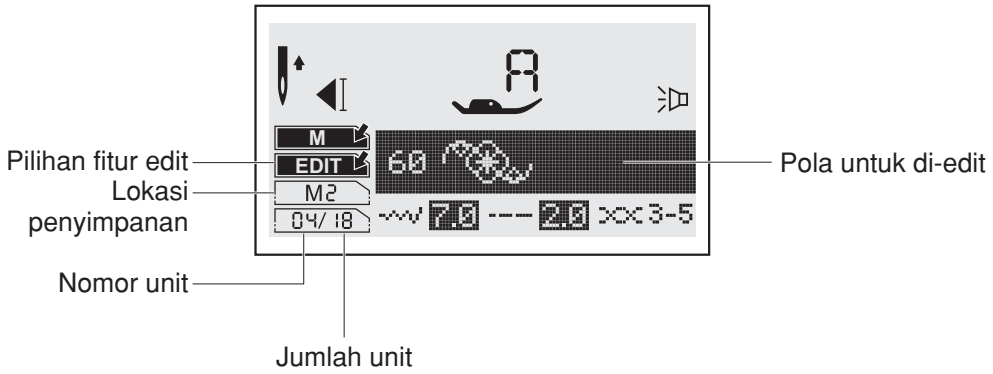 A
M
Pilihan fitur edit
EDIT
60
Pola untuk di-edit
Lokasi
penyimpanan
M2
04/18
7.0
2.0
3-5
Nomor unit
Jumlah unit